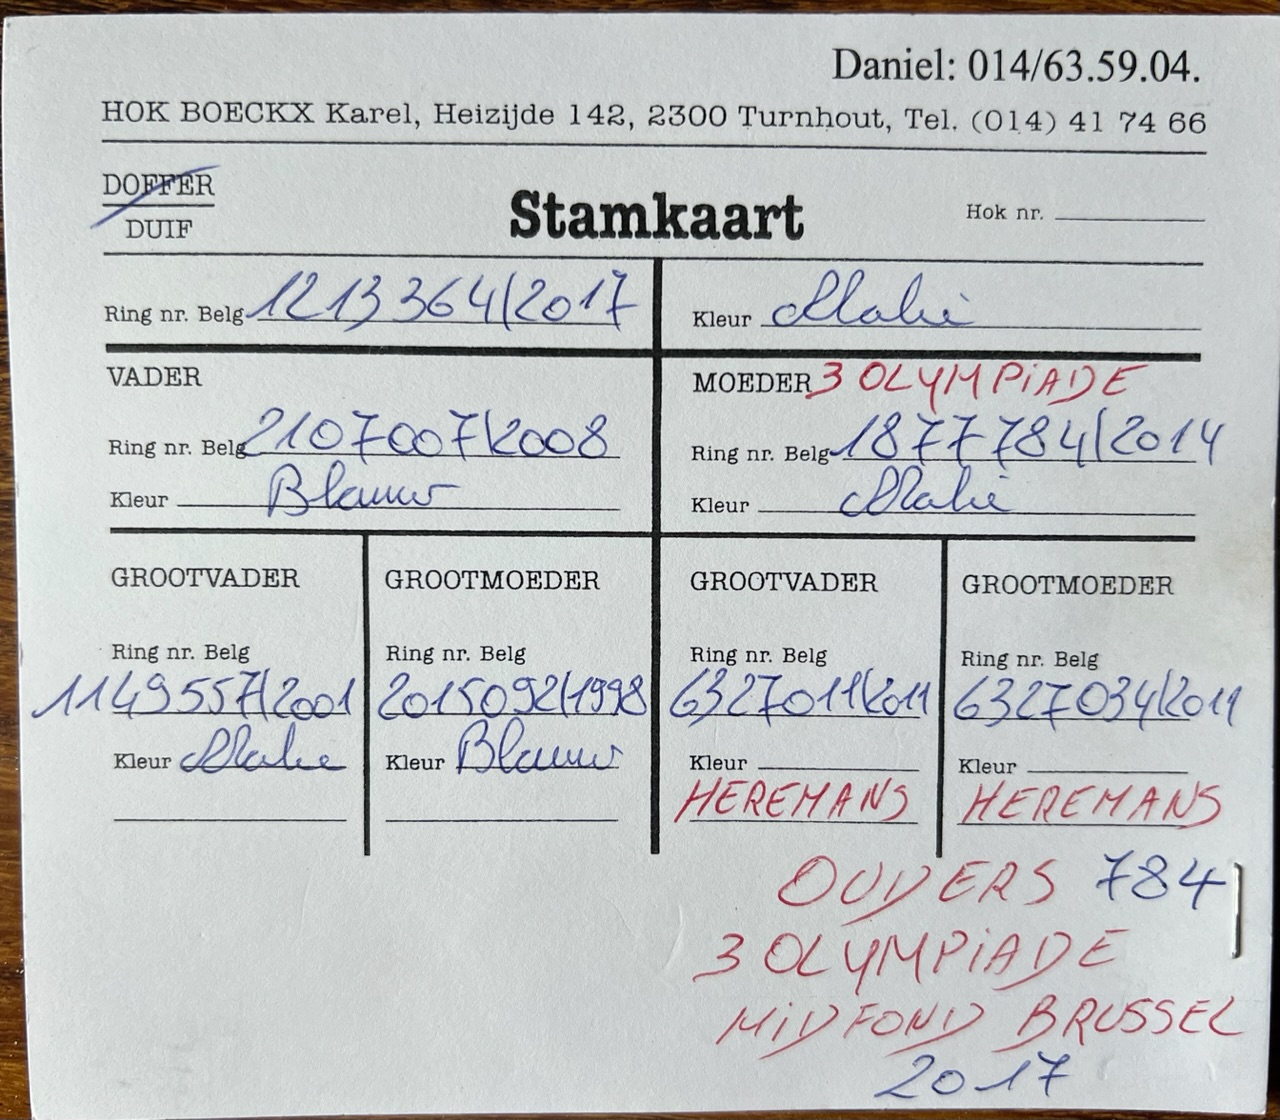 Daniel: 014/63.59.04.
HOK BOECKX Karel, Heizijde 142, 2300 Turnhout, Tel. (014) 41 74 66
DOFFER
DUIF
Stamkaart
Hok nr.
Ring nr. Belg 1213364/2017
Kleur
VADER
Ring nr. Belg 2107007/2008
Kleur Blauw
MOEDER 3 OLYMPiADE
Ring nr. Belg 1877784/2014
Kleur
GROOTVADER
Ring nr. Belg
1149557/2001
Kleur
GROOTMOEDER
Ring nr. Belg
2015092/1998
Kleur Blauw
GROOTVADER
Ring nr. Belg
6327011/2011
Kleur
HEREMANS
GROOTMOEDER
Ring nr. Belg
6327034/2011
Kleur
HEREMANS
OUDERS 784
3 OLYMPiADE
MiDFOND BRUSSEL
2017